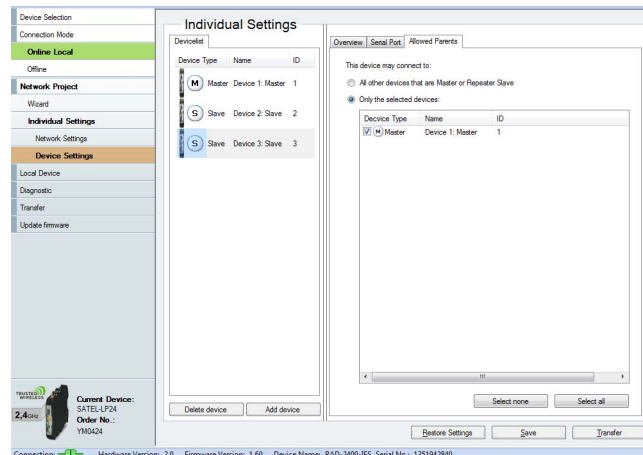 Device Selection
Connection Mode
Online Local
Offline
Network Project
Wizard
Individual Settings
Network Settings
Device Settings
Local Device
Diagnostic
Transfer
Update firmware
TRUSTED
WIRELESS
2,4GHz
Current Device:
SATEL-LP24
Order No.:
YM0424
Individual Settings
Devicelist
Device Type Name ID
M Master Device 1: Master 1
S Slave Device 2: Slave 2
S Slave Device 3: Slave 3
Delete device Add device
Overview Serial Port Allowed Parents
This device may connect to:
All other devices that are Master or Repeater Slave
Only the selected devices:
Decvice Type Name ID
M Master Device 1: Master 1
Select none Select all
Restore Settings Save Transfer
Connection: Hardware Version: 2.0 Firmware Version: 1.60 Device Name: RAD-2400-IFS Serial No.: 1351942840